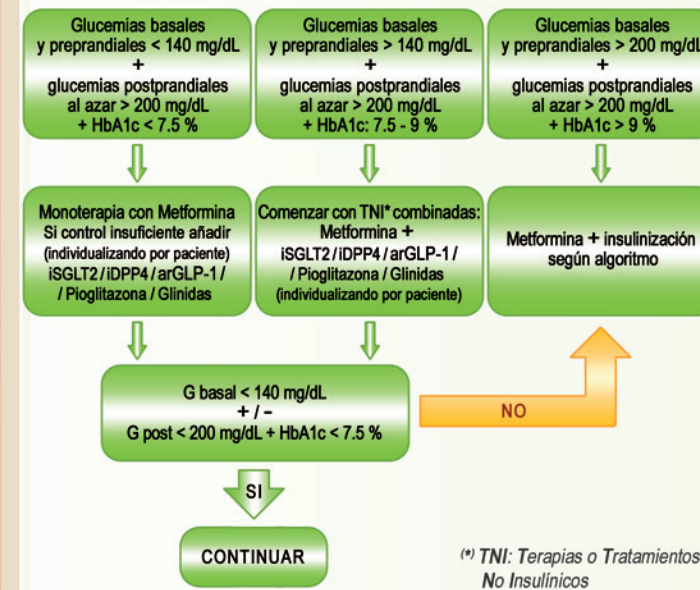 Glucemias basales
y preprandiales < 140 mg/dL
+
glucemias postprandiales
al azar > 200 mg/dL
+ HbA1c < 7.5 %
Glucemias basales
y preprandiales > 140 mg/dL
+
glucemias postprandiales
al azar > 200 mg/dL
+ HbA1c: 7.5 - 9 %
Glucemias basales
y preprandiales > 200 mg/dL
+
Glucemias postprandiales
al azar > 200 mg/dL
+ HbA1c > 9 %
Monoterapia con Metformina
Si control insuficiente añadir
(individualizando por paciente)
iSGLT2 / iDPP4 / arGLP-1 /
/ Pioglitazona / Glinidas
Comenzar con TNI* combinadas:
Metformina +
iSGLT2 / iDPP4 / arGLP-1 /
/ Pioglitazona / Glinidas
(individualizando por paciente)
Metformina + insulinización
según algoritmo
G basal < 140 mg/dL
+ / -
G post < 200 mg/dL + HbA1c < 7.5 %
NO
SI
CONTINUAR
(*) TNI: Terapias o Tratamientos
No Insulínicos